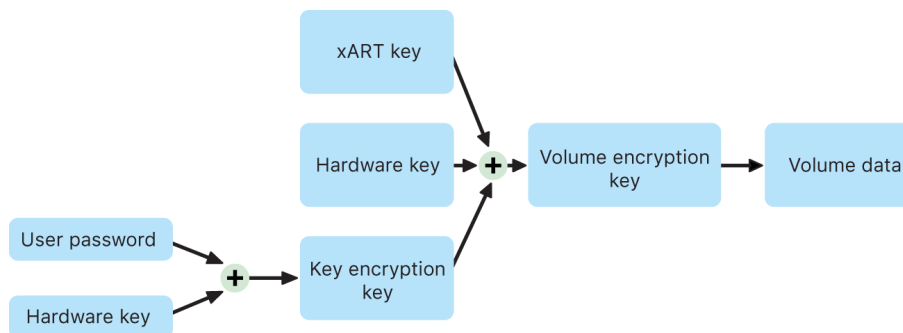 xART key
Hardware key
+
Volume encryption
key
Volume data
User password
+
Key encryption
key
Hardware key